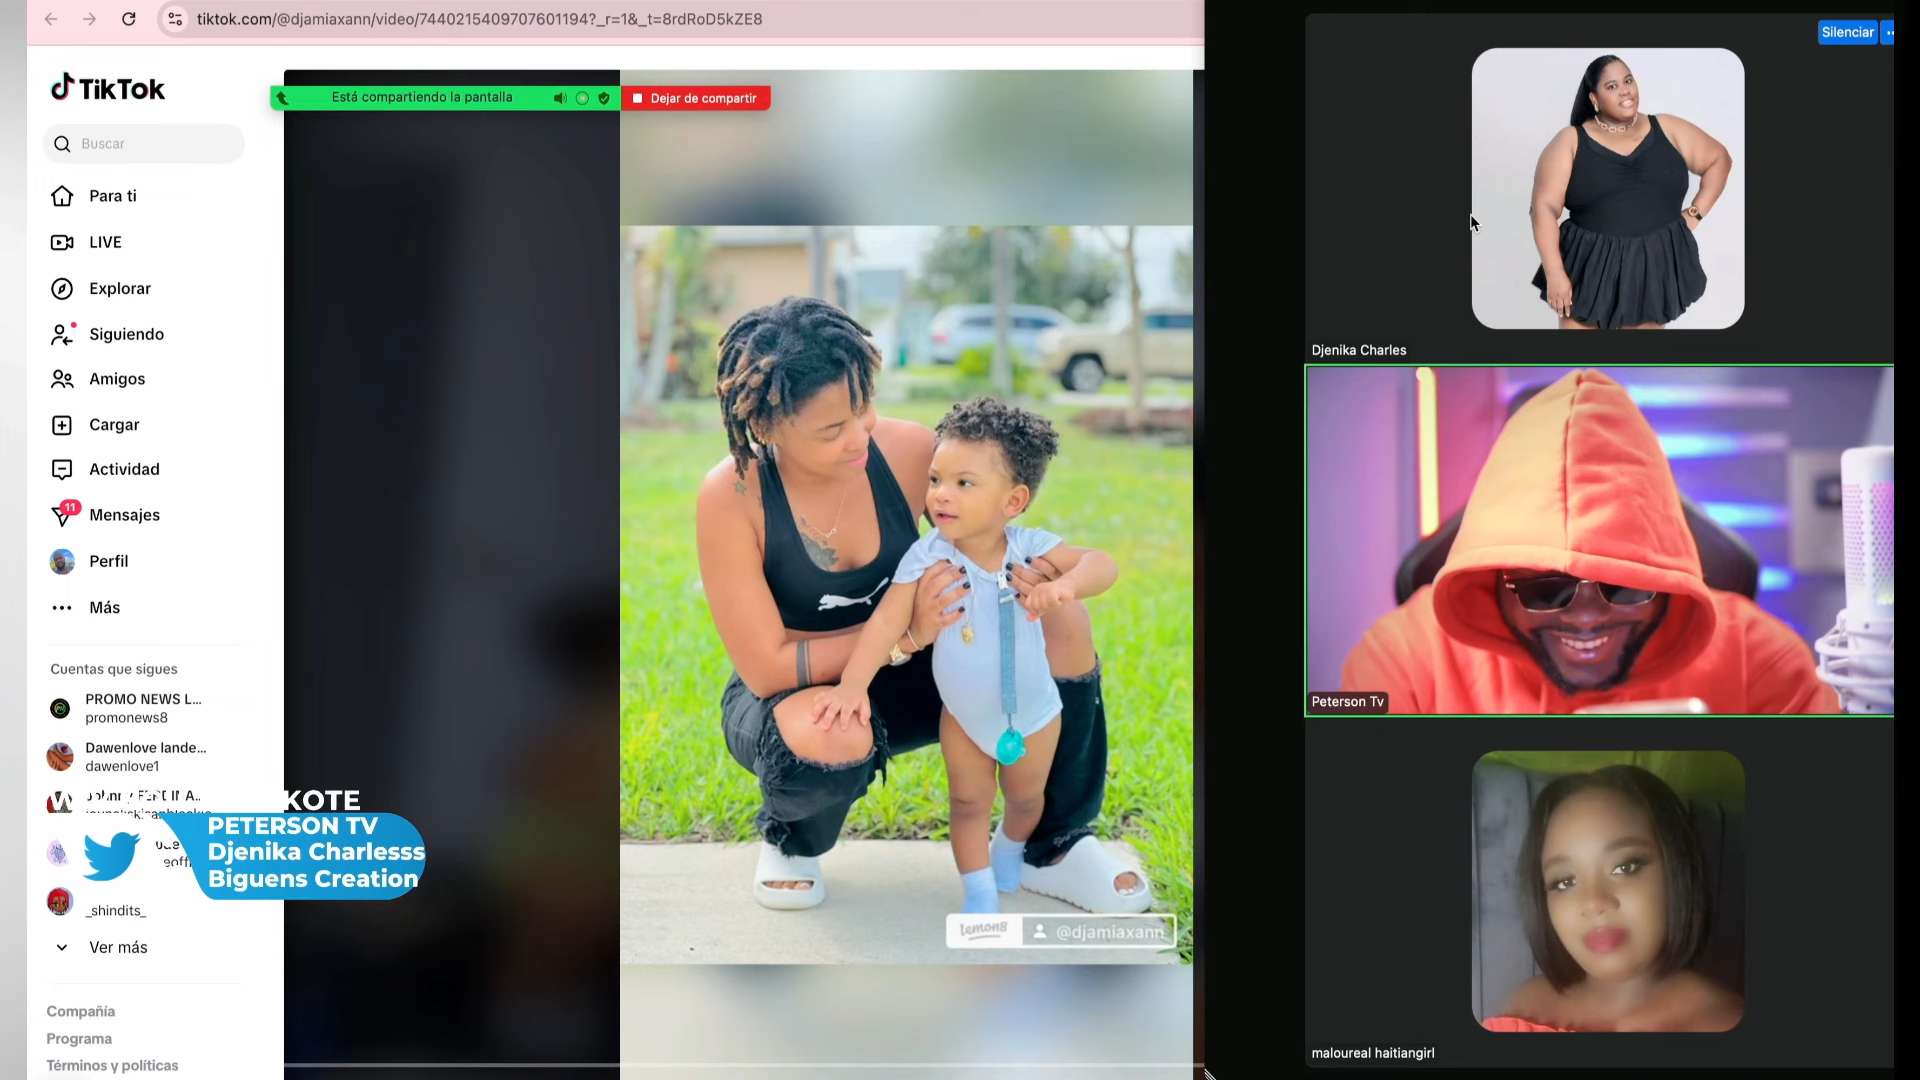 tiktok.com/@djamiaxann/video/7440215409707601194?_r=1&_t=8rdRoD5kZE8
TikTok
Buscar
Para ti
LIVE
Explorar
Siguiendo
Amigos
Cargar
Actividad
11
Mensajes
Perfil
Más
Cuentas que sigues
PROMO NEWS L...
promonews8
Dawenlove lande...
dawenlove1
KOTE
PETERSON TV
Djenika Charlesss
Biguens Creation
_shindits_
Ver más
Compañía
Programa
Términos y políticas
Está compartiendo la pantalla
Dejar de compartir
lemon8
@djamiaxann
Silenciar
Djenika Charles
Peterson Tv
maloureal haitiangirl